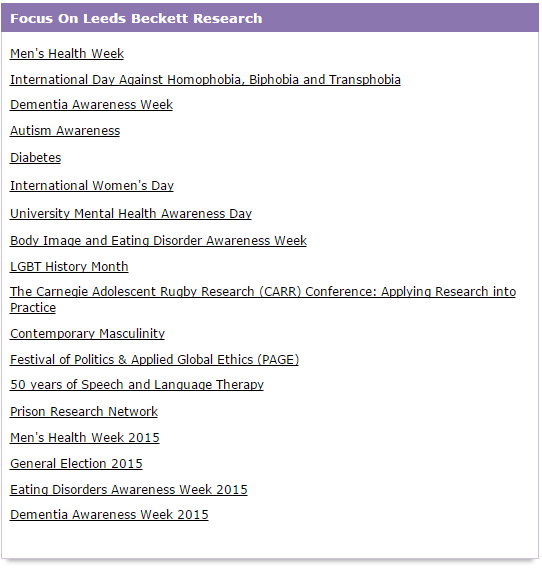 Focus On Leeds Beckett Research
Men's Health Week
International Day Against Homophobia, Biphobia and Transphobia
Dementia Awareness Week
Autism Awareness
Diabetes
International Women's Day
University Mental Health Awareness Day
Body Image and Eating Disorder Awareness Week
LGBT History Month
The Carnegie Adolescent Rugby Research (CARR) Conference: Applying Research into
Practice
Contemporary Masculinity
Festival of Politics & Applied Global Ethics (PAGE)
50 years of Speech and Language Therapy
Prison Research Network
Men's Health Week 2015
General Election 2015
Eating Disorders Awareness Week 2015
Dementia Awareness Week 2015